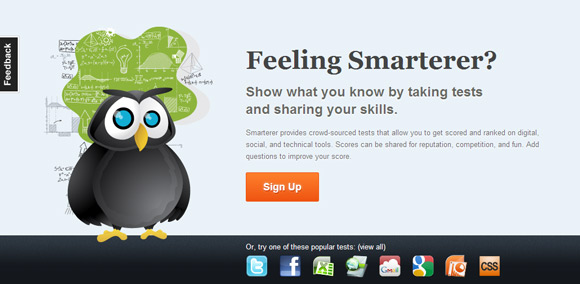 Feedback
Feeling Smarterer?
Show what you know by taking tests
and sharing your skills.
Smarterer provides crowd-sourced tests that allow you to get scored and ranked on digital,
social, and technical tools. Scores can be shared for reputation, competition, and fun. Add
questions to improve your score.
Sign Up
Or, try one of these popular tests: (view all)
Gmail
CSS